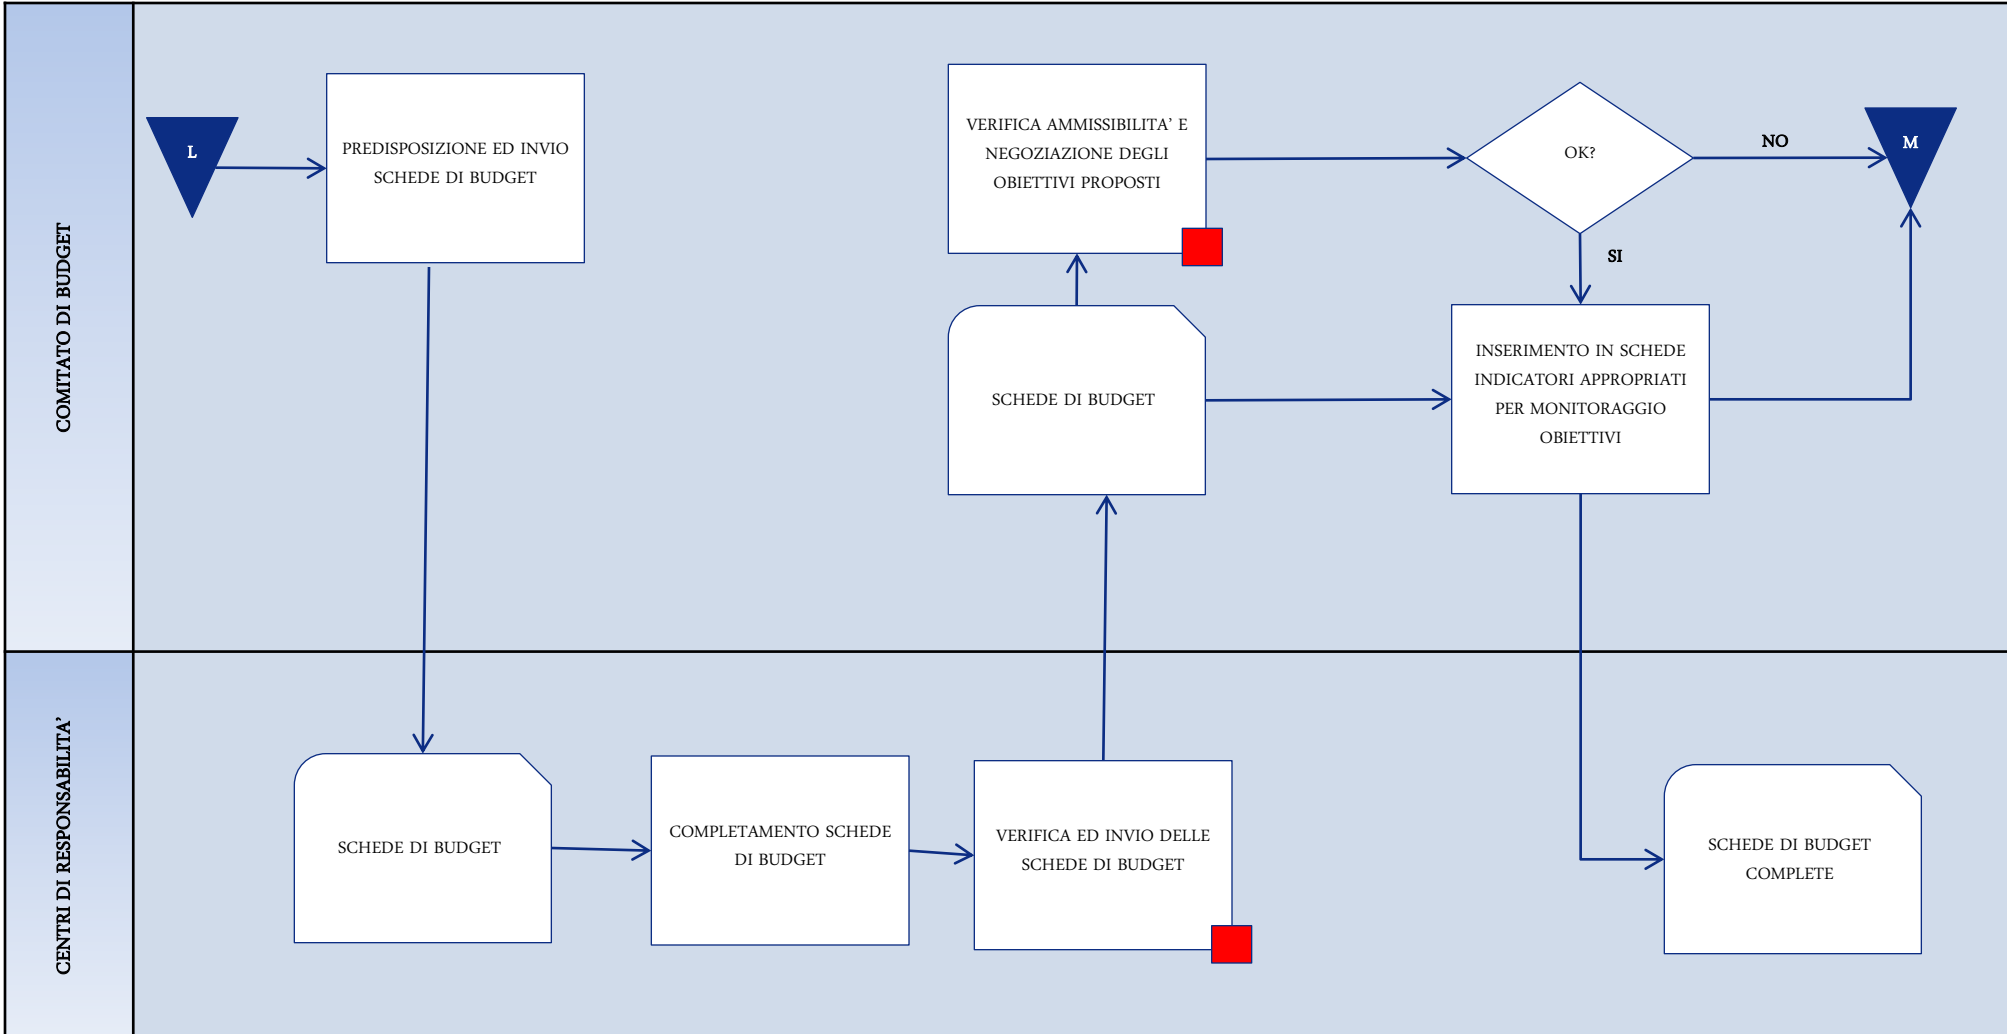 COMITATO DI BUDGET
L
PREDISPOSIZIONE ED INVIO
SCHEDE DI BUDGET
VERIFICA AMMISSIBILITA’ E
NEGOZIAZIONE DEGLI
OBIETTIVI PROPOSTI
OK?
NO
M
SI
SCHEDE DI BUDGET
INSERIMENTO IN SCHEDE
INDICATORI APPROPRIATI
PER MONITORAGGIO
OBIETTIVI
CENTRI DI RESPONSABILITA’
SCHEDE DI BUDGET
COMPLETAMENTO SCHEDE
DI BUDGET
VERIFICA ED INVIO DELLE
SCHEDE DI BUDGET
SCHEDE DI BUDGET
COMPLETE